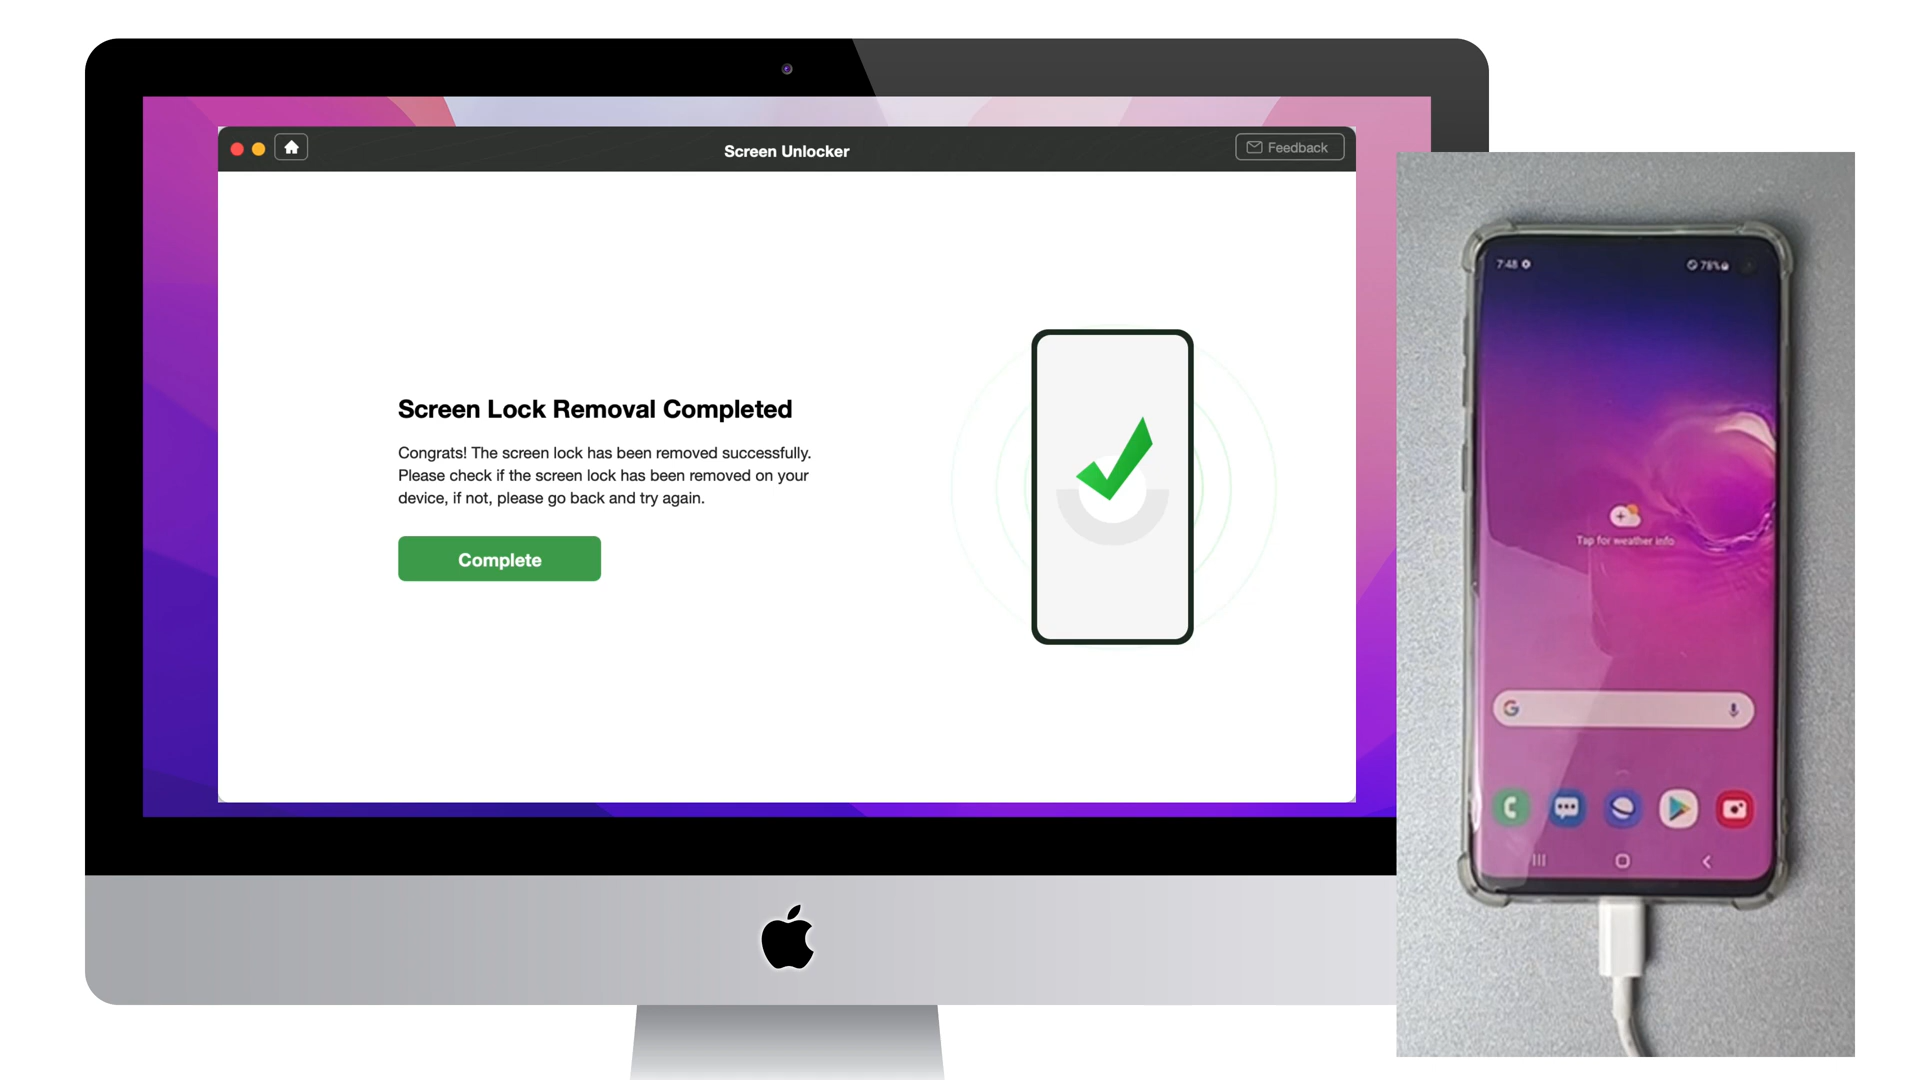 Screen Unlocker
Feedback
Screen Lock Removal Completed
Congrats! The screen lock has been removed successfully.
Please check if the screen lock has been removed on your
device, if not, please go back and try again.
Complete
7:48
78%
Tap for weather info
G